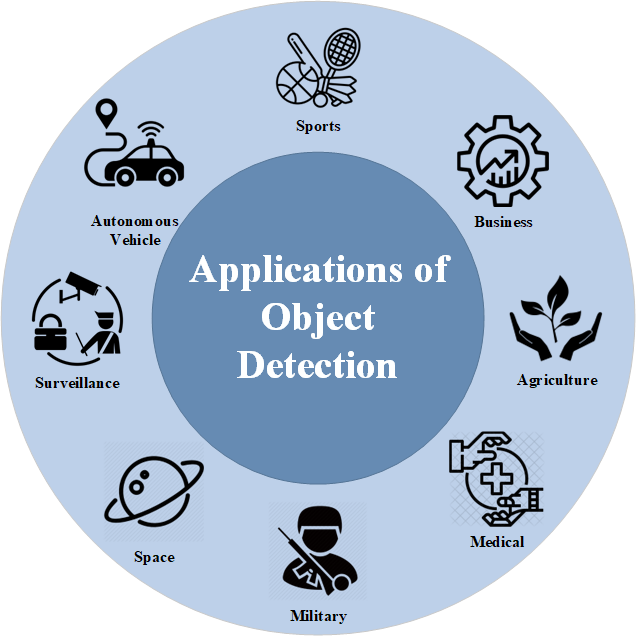 Applications of
Object
Detection
Sports
Business
Agriculture
Medical
Military
Space
Surveillance
Autonomous
Vehicle